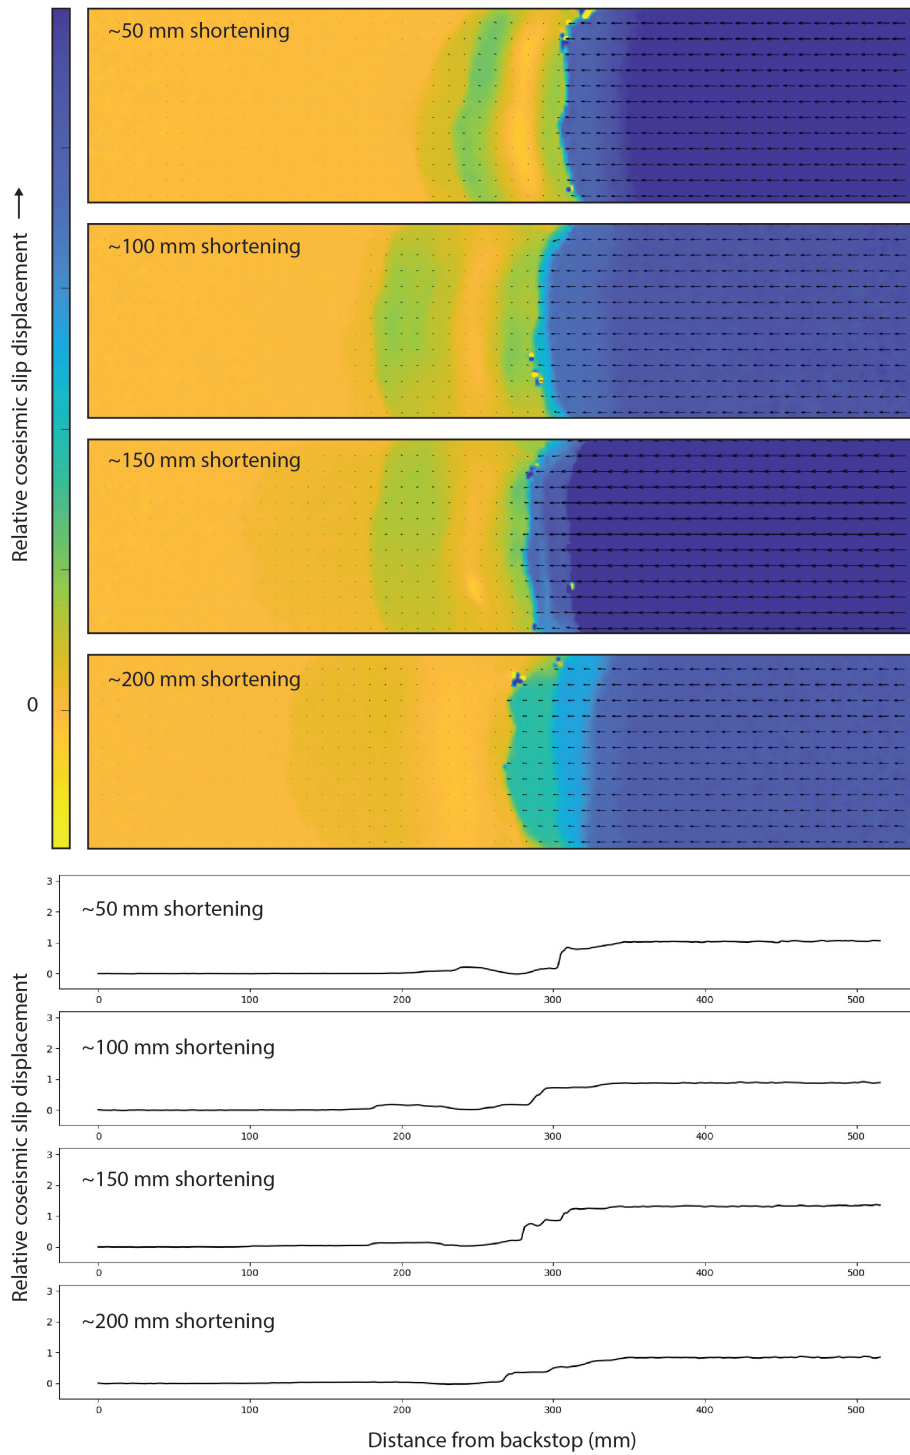 ~50 mm shortening
~100 mm shortening
~150 mm shortening
~200 mm shortening
Relative coseismic slip displacement
0
~50 mm shortening
3
2
1
0
0 100 200 300 400 500
~100 mm shortening
3
2
1
0
0 100 200 300 400 500
~150 mm shortening
3
2
1
0
0 100 200 300 400 500
~200 mm shortening
3
2
1
0
0 100 200 300 400 500
Relative coseismic slip displacement
Distance from backstop (mm)